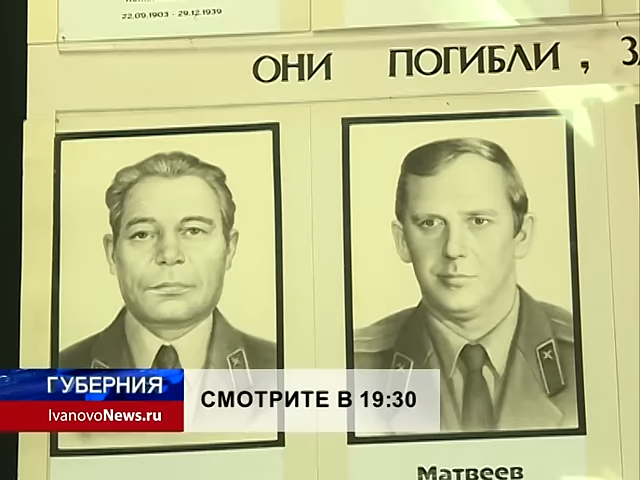 22.09.1903 - 29.12.1939
ОНИ ПОГИБЛИ,
ГУБЕРНИЯ
IvanovoNews.ru
СМОТРИТЕ В 19:30
Матвеев